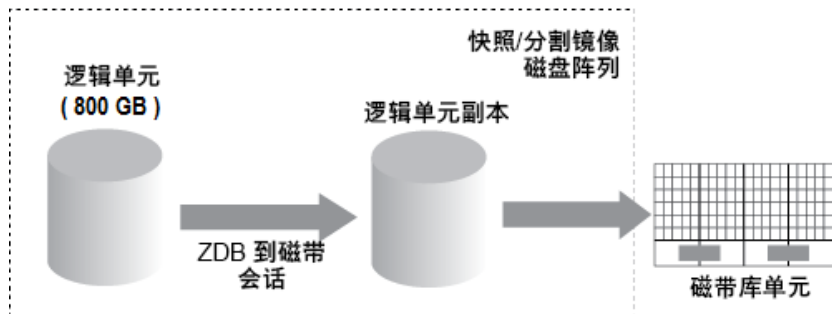 快照/分割镜像
磁盘阵列
逻辑单元
( 800 GB )
逻辑单元副本
ZDB 到磁带
会话
磁带库单元